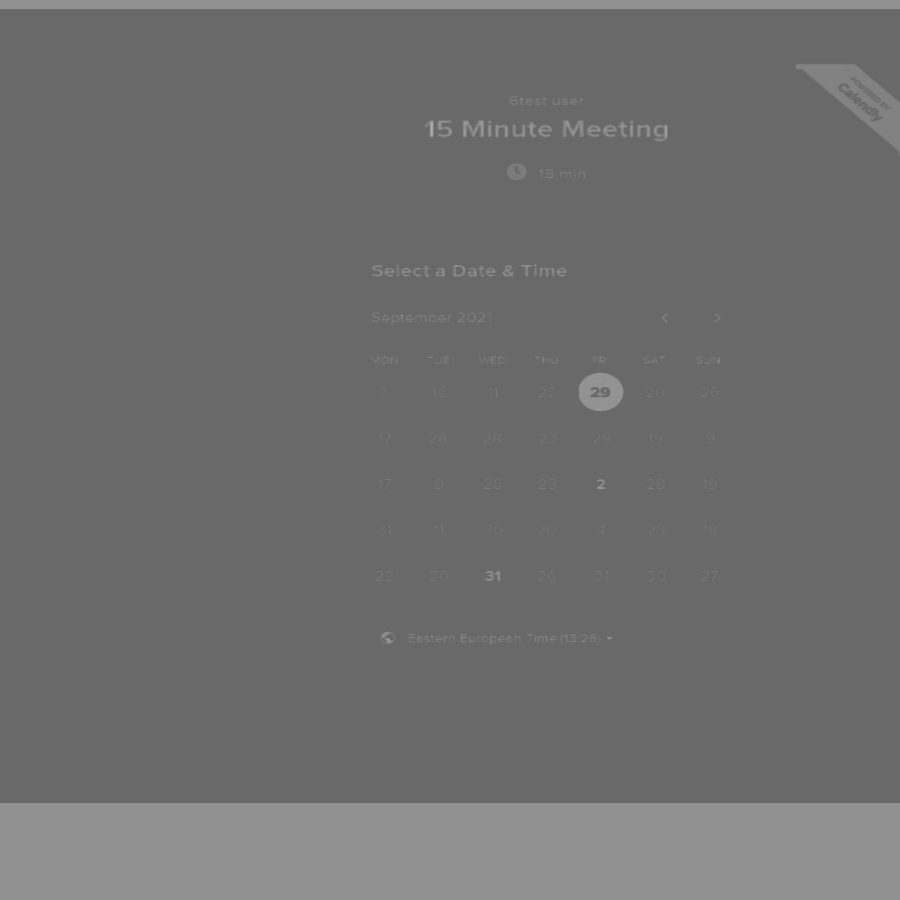 POWERED BY
Calendly
6test user
15 Minute Meeting
15 min
Select a Date & Time
September 2021
MON TUE WED THU FRI SAT SUN
7 16 11 27 29 20 26
17 28 28 29 19 9
17 9 26 25 2 29 19
31 11 30 20 4 23 18
22 30 31 26 31 30 27
Eastern European Time (13:26)